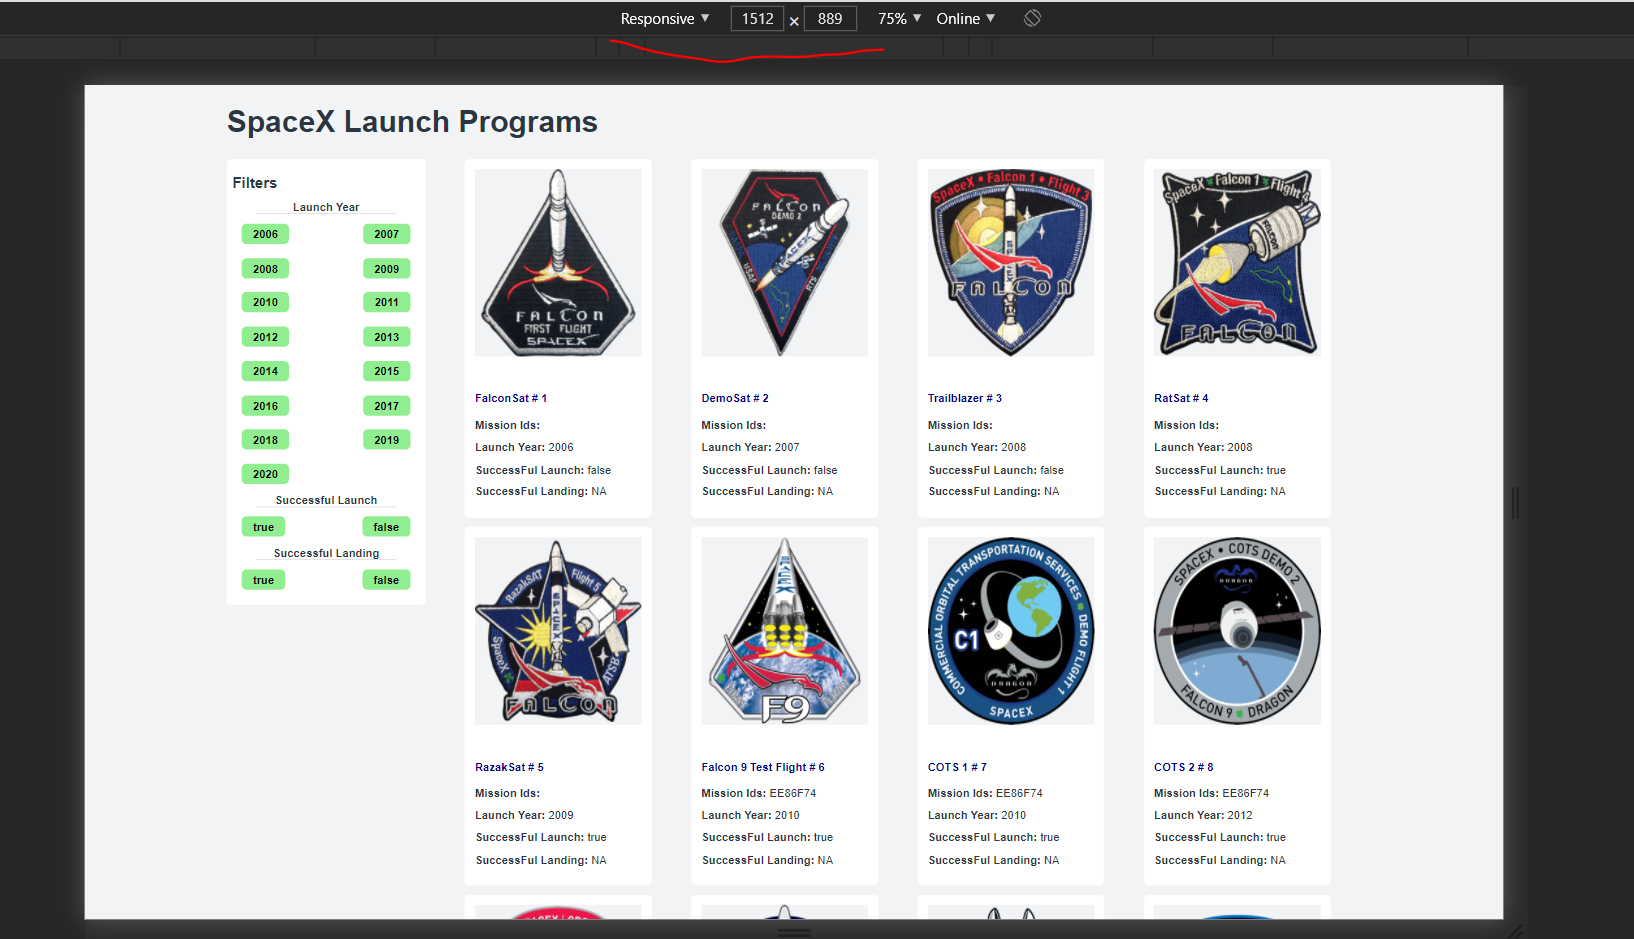 Responsive ▼ 1512 × 889 75% ▼ Online ▼
SpaceX Launch Programs
Filters
Launch Year
2006 2007
2008 2009
2010 2011
2012 2013
2014 2015
2016 2017
2018 2019
2020
Successful Launch
true false
Successful Landing
true false
FALCON
FIRST FLIGHT
SPACEX
FalconSat # 1
Mission Ids:
Launch Year: 2006
SuccessFul Launch: false
SuccessFul Landing: NA
FALCON
DEMO 2
USAF
DemoSat # 2
Mission Ids:
Launch Year: 2007
SuccessFul Launch: false
SuccessFul Landing: NA
SpaceX • Falcon 1 • Flight 3
FALCON
Trailblazer # 3
Mission Ids:
Launch Year: 2008
SuccessFul Launch: false
SuccessFul Landing: NA
SpaceX Falcon 1 Flight 4
FALCON
FALCON
RatSat # 4
Mission Ids:
Launch Year: 2008
SuccessFul Launch: true
SuccessFul Landing: NA
RazakSAT Flight 5
SpaceX ATSB
FALCON
RazakSat # 5
Mission Ids:
Launch Year: 2009
SuccessFul Launch: true
SuccessFul Landing: NA
SPACEX
F9
Falcon 9 Test Flight # 6
Mission Ids: EE86F74
Launch Year: 2010
SuccessFul Launch: true
SuccessFul Landing: NA
COMMERCIAL ORBITAL TRANSPORTATION SERVICES • DEMO FLIGHT 1
C1
DRAGON
SPACEX
COTS 1 # 7
Mission Ids: EE86F74
Launch Year: 2010
SuccessFul Launch: true
SuccessFul Landing: NA
SPACEX • COTS DEMO 2
DRAGON
FALCON 9 DRAGON
COTS 2 # 8
Mission Ids: EE86F74
Launch Year: 2012
SuccessFul Launch: true
SuccessFul Landing: NA